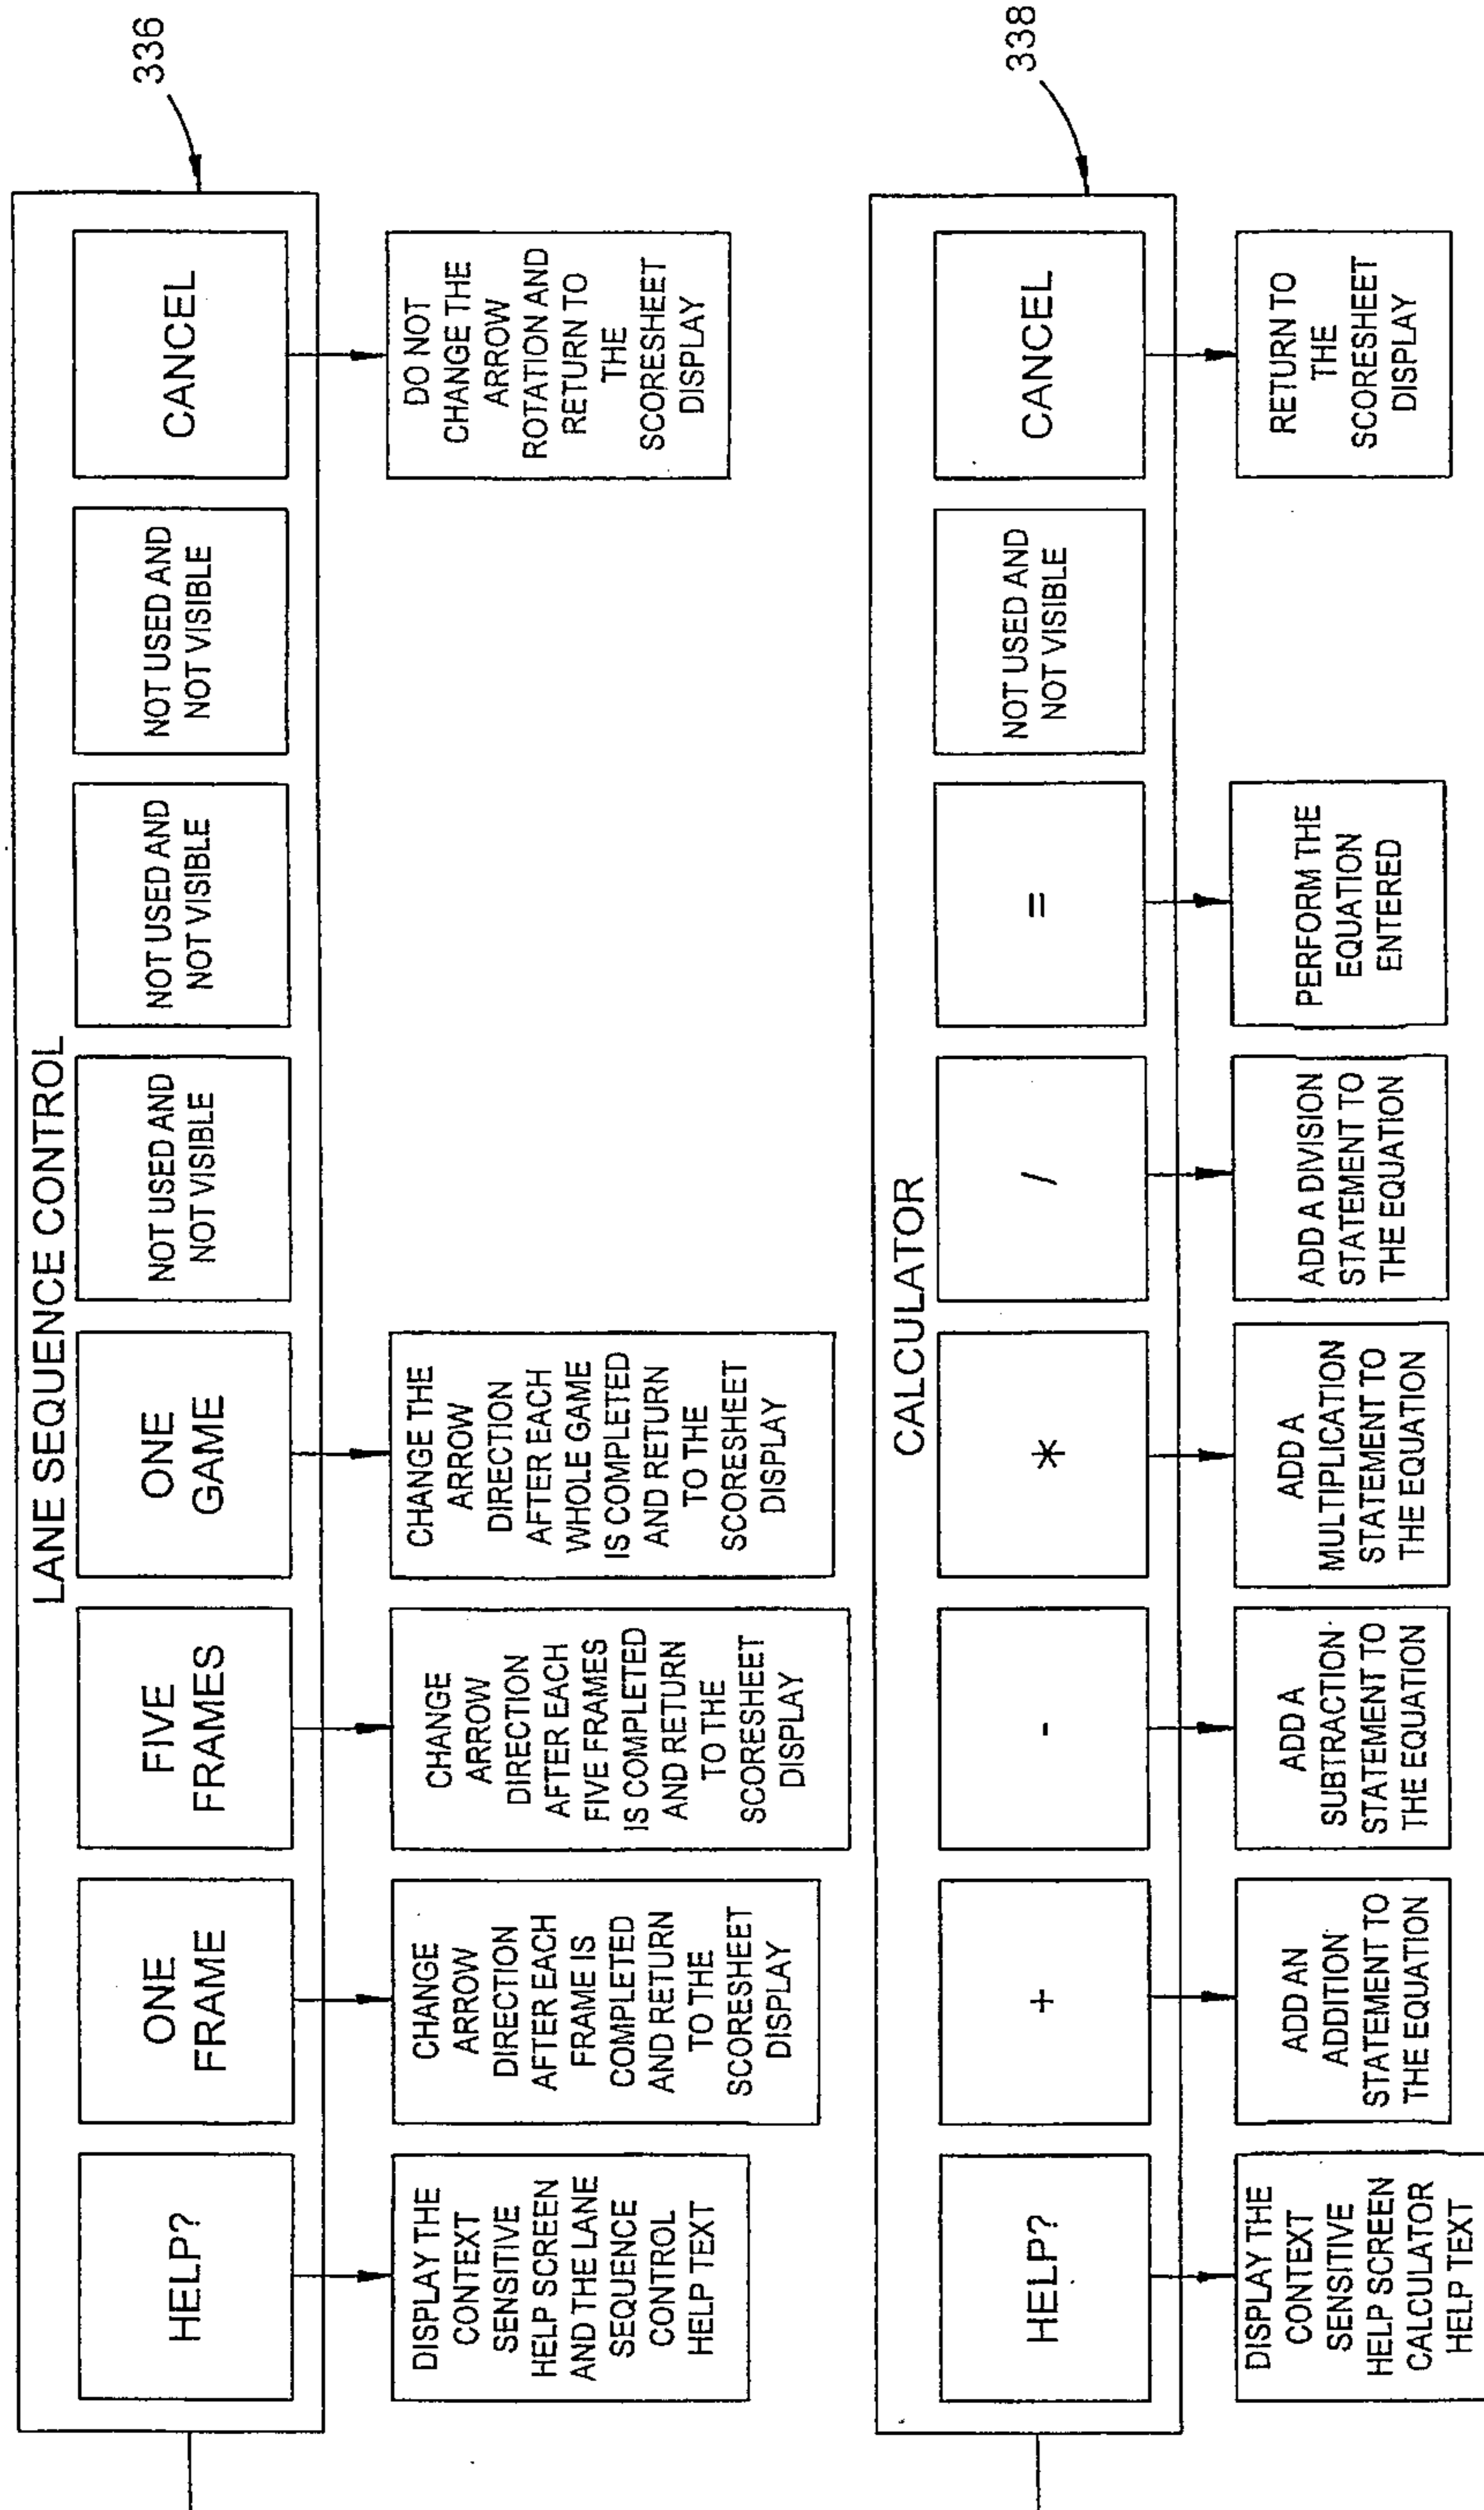 LANE SEQUENCE CONTROL
336
HELP?
ONE
FRAME
FIVE
FRAMES
ONE
GAME
NOT USED AND
NOT VISIBLE
NOT USED AND
NOT VISIBLE
NOT USED AND
NOT VISIBLE
CANCEL
DISPLAY THE
CONTEXT
SENSITIVE
HELP SCREEN
AND THE LANE
SEQUENCE
CONTROL
HELP TEXT
CHANGE
ARROW
DIRECTION
AFTER EACH
FRAME IS
COMPLETED
AND RETURN
TO THE
SCORESHEET
DISPLAY
CHANGE
ARROW
DIRECTION
AFTER EACH
FIVE FRAMES
IS COMPLETED
AND RETURN
TO THE
SCORESHEET
DISPLAY
CHANGE THE
ARROW
DIRECTION
AFTER EACH
WHOLE GAME
IS COMPLETED
AND RETURN
TO THE
SCORESHEET
DISPLAY
DO NOT
CHANGE THE
ARROW
ROTATION AND
RETURN TO
THE
SCORESHEET
DISPLAY
CALCULATOR
338
HELP?
+
-
*
/
=
NOT USED AND
NOT VISIBLE
CANCEL
DISPLAY THE
CONTEXT
SENSITIVE
HELP SCREEN
CALCULATOR
HELP TEXT
ADD AN
ADDITION
STATEMENT TO
THE EQUATION
ADD A
SUBTRACTION
STATEMENT TO
THE EQUATION
ADD A
MULTIPLICATION
STATEMENT TO
THE EQUATION
ADD A DIVISION
STATEMENT TO
THE EQUATION
PERFORM THE
EQUATION
ENTERED
RETURN TO
THE
SCORESHEET
DISPLAY